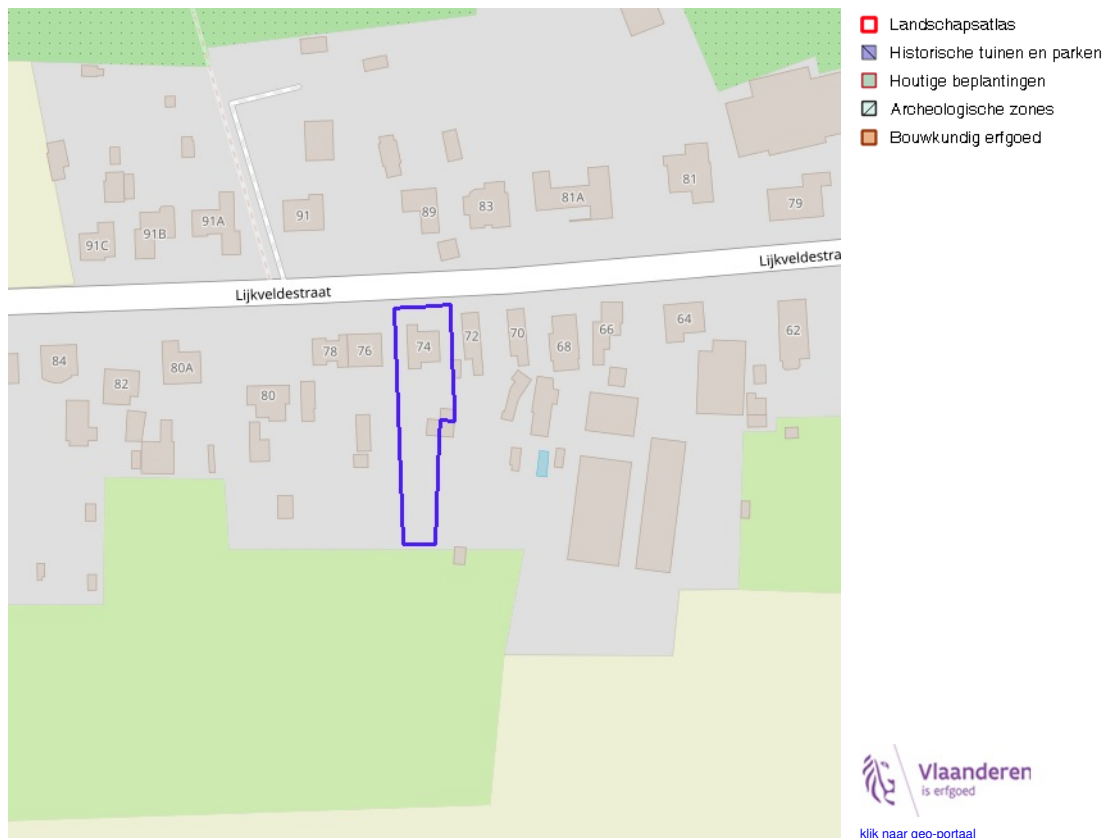 Landschapsatlas
Historische tuinen en parken
Houtige beplantingen
Archeologische zones
Bouwkundig erfgoed
91C
91B
91A
91
89
83
81A
81
79
Lijkveldestraat
Lijkveldestra
84
82
80A
80
78
76
74
72
70
68
66
64
62
Vlaanderen
is erfgoed
klik naar geo-portaal